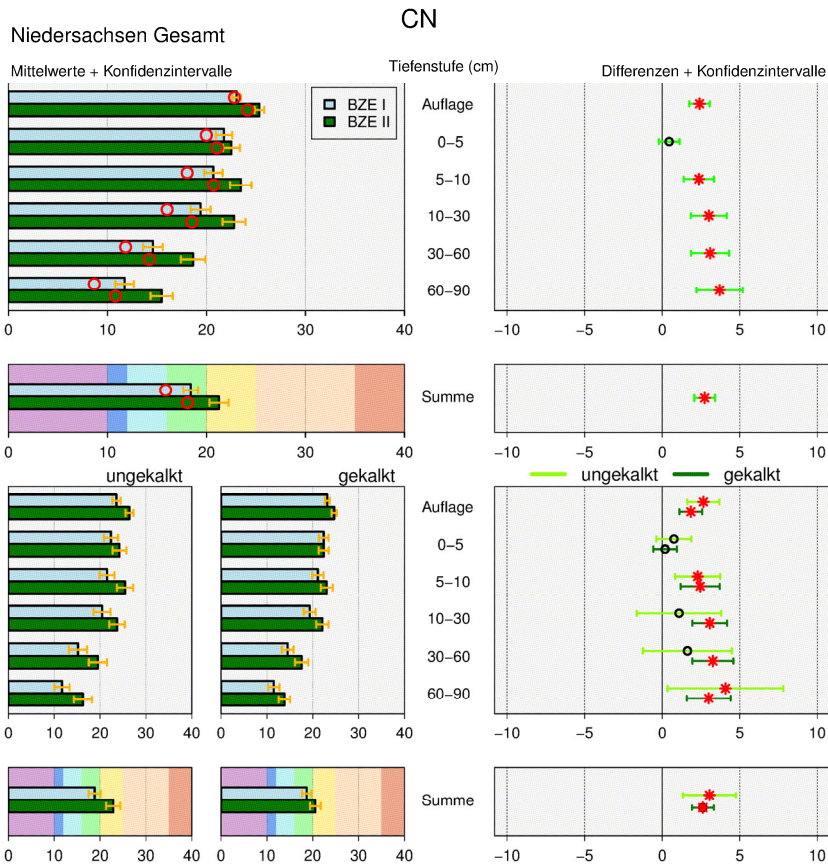 CN
Niedersachsen Gesamt
Mittelwerte + Konfidenzintervalle
Tiefenstufe (cm)
Differenzen + Konfidenzintervalle
BZE I
BZE II
Auflage
0−5
5−10
10−30
30−60
60−90
0 10 20 30 40
−10 −5 0 5 10
Summe
0 10 20 30 40
−10 −5 0 5 10
ungekalkt
gekalkt
ungekalkt gekalkt
Auflage
0−5
5−10
10−30
30−60
60−90
0 10 20 30 40
0 10 20 30 40
−10 −5 0 5 10
Summe
0 10 20 30 40
0 10 20 30 40
−10 −5 0 5 10